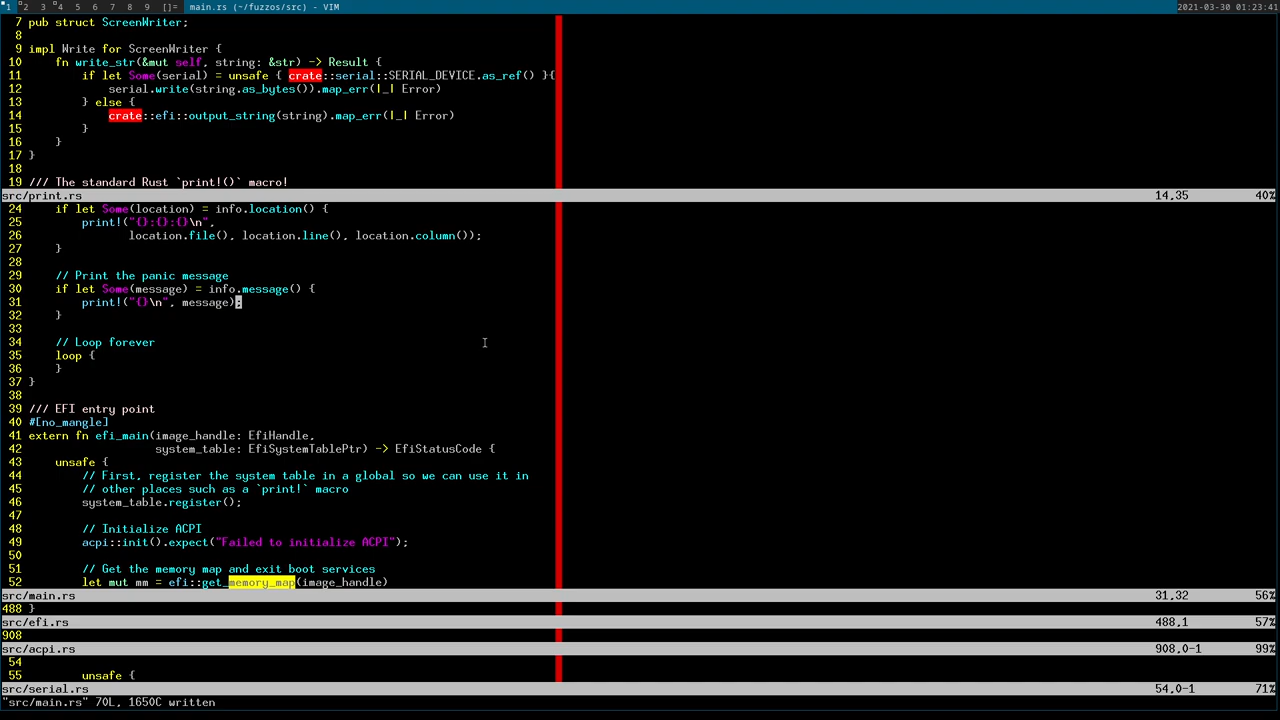 1 2 3 4 5 6 7 8 9 []= main.rs (~/fuzzos/src) - VIM 2021-03-30 01:23:41
7 pub struct ScreenWriter;
8
9 impl Write for ScreenWriter {
10 fn write_str(&mut self, string: &str) -> Result {
11 if let Some(serial) = unsafe { crate::serial::SERIAL_DEVICE.as_ref() }{
12 serial.write(string.as_bytes()).map_err(|_| Error)
13 } else {
14 crate::efi::output_string(string).map_err(|_| Error)
15 }
16 }
17 }
18
19 /// The standard Rust `print!()` macro!
src/print.rs 14,35 40%
24 if let Some(location) = info.location() {
25 print!("{}:{}:{}\n",
26 location.file(), location.line(), location.column());
27 }
28
29 // Print the panic message
30 if let Some(message) = info.message() {
31 print!("{}\n", message);
32 }
33
34 // Loop forever
35 loop {
36 }
37 }
38
39 /// EFI entry point
40 #[no_mangle]
41 extern fn efi_main(image_handle: EfiHandle,
42 system_table: EfiSystemTablePtr) -> EfiStatusCode {
43 unsafe {
44 // First, register the system table in a global so we can use it in
45 // other places such as a `print!` macro
46 system_table.register();
47
48 // Initialize ACPI
49 acpi::init().expect("Failed to initialize ACPI");
50
51 // Get the memory map and exit boot services
52 let mut mm = efi::get_memory_map(image_handle)
src/main.rs 31,32 56%
488 }
src/efi.rs 488,1 57%
908
src/acpi.rs 908,0-1 99%
54
55 unsafe {
src/serial.rs 54,0-1 71%
"src/main.rs" 70L, 1650C written